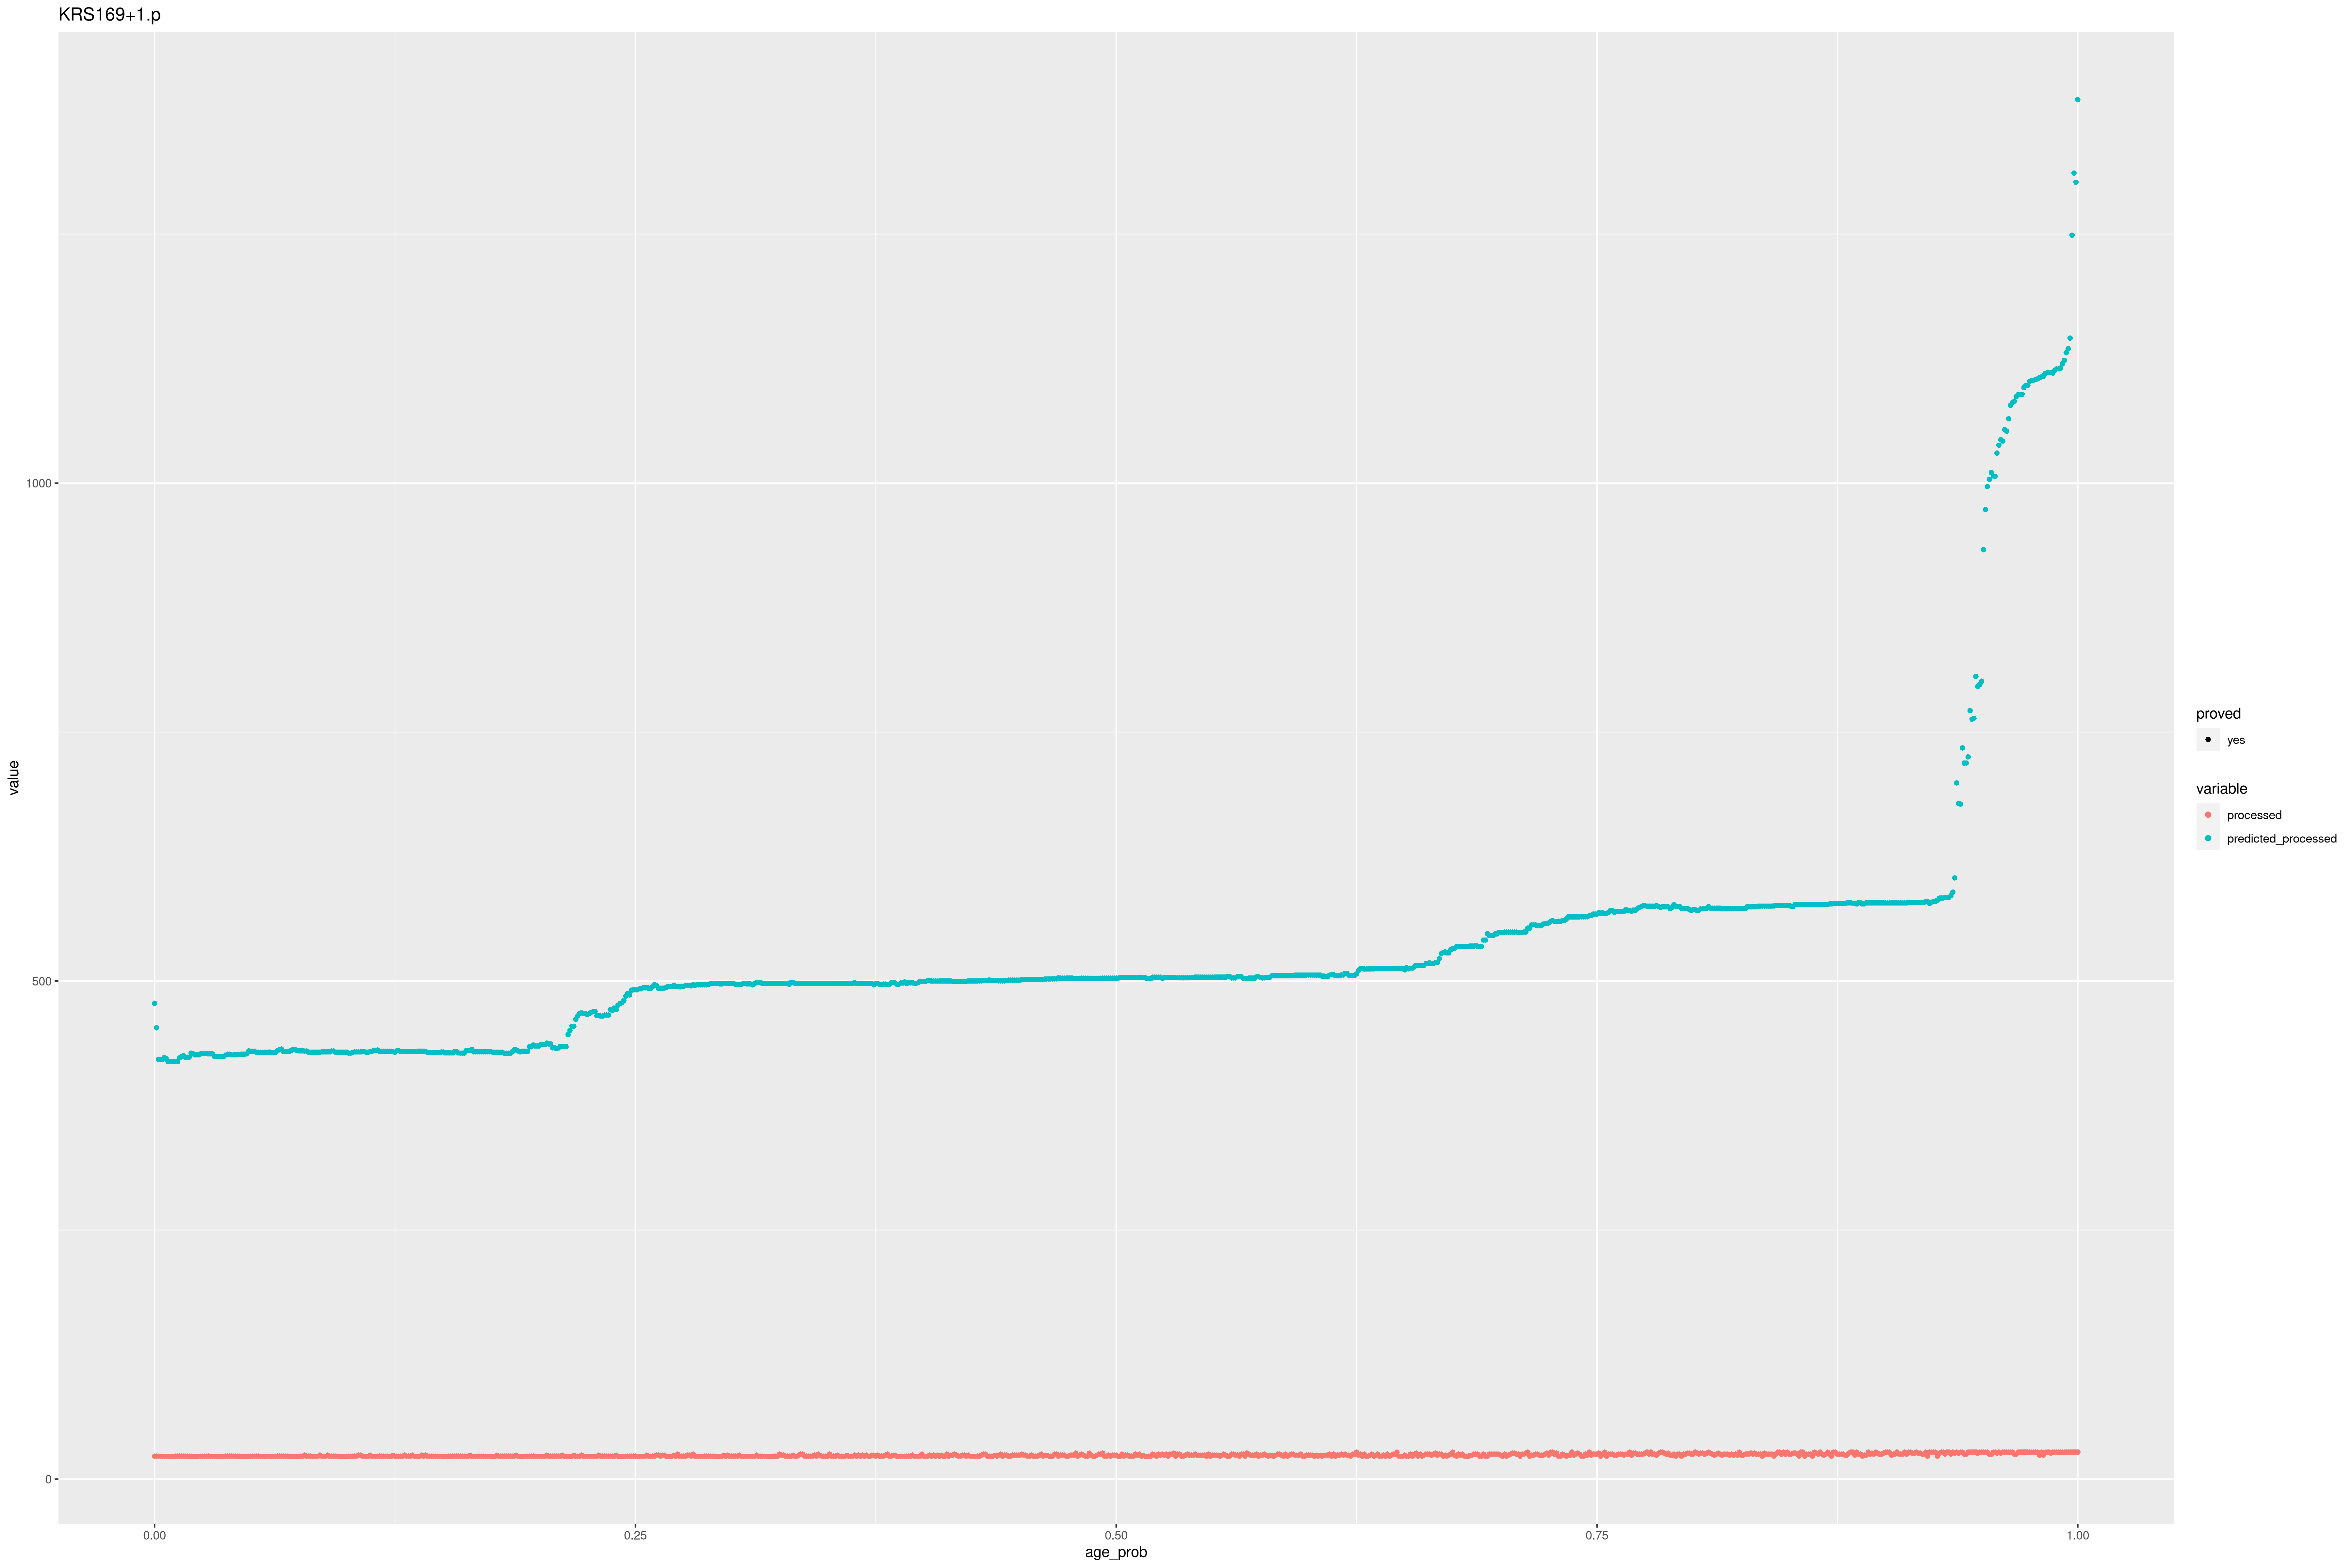 KRS169+1.p
value
1000
500
0
0.00 0.25 0.50 0.75 1.00
age_prob
proved
yes
variable
processed
predicted_processed